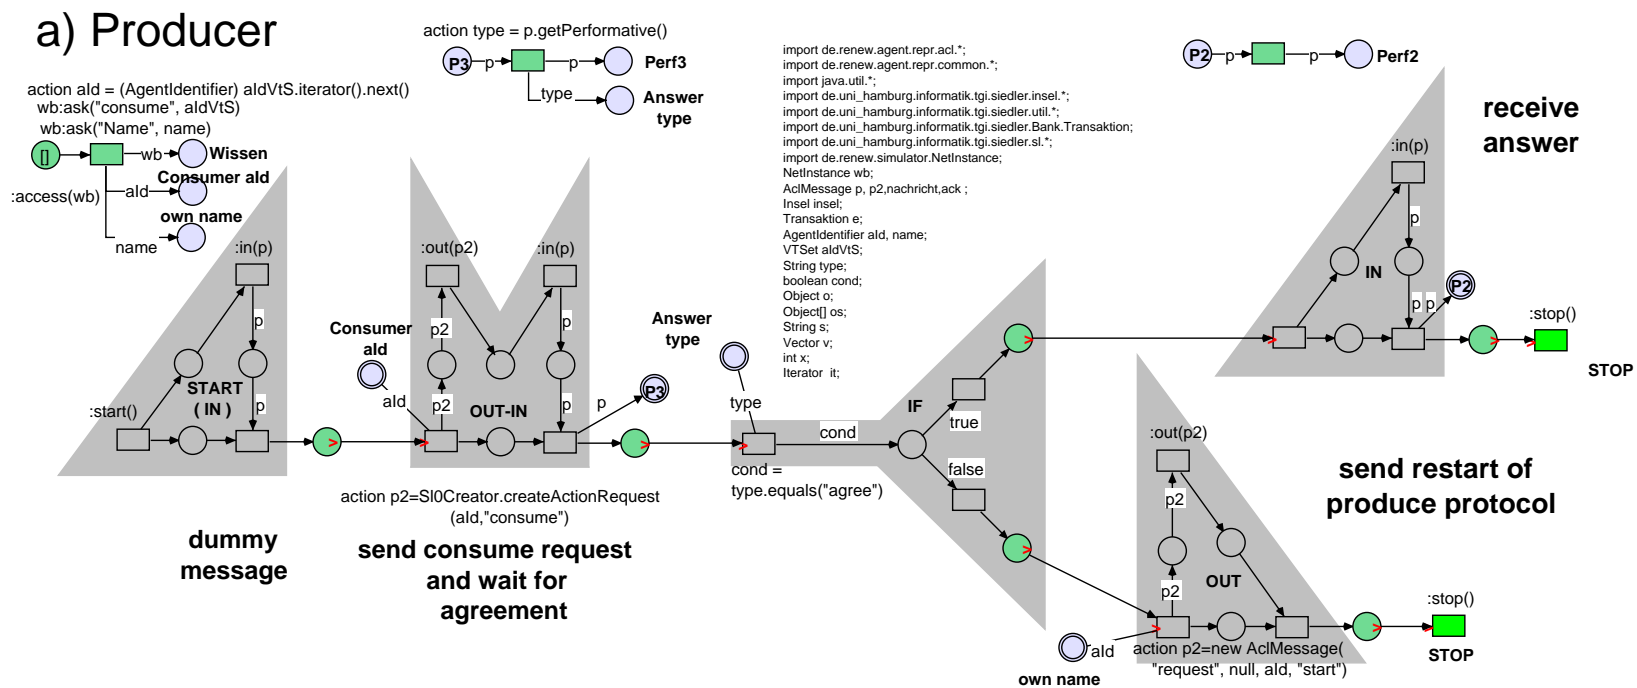 a) Producer
action type = p.getPerformative()
P3
p
p
Perf3
type
Answer
type
action aId = (AgentIdentifier) aIdVtS.iterator().next()
wb:ask("consume", aIdVtS)
wb:ask("Name", name)
[]
wb
Wissen
Consumer aId
:access(wb)
aId
own name
name
import de.renew.agent.repr.acl.*;
import de.renew.agent.repr.common.*;
import java.util.*;
import de.uni_hamburg.informatik.tgi.siedler.insel.*;
import de.uni_hamburg.informatik.tgi.siedler.util.*;
import de.uni_hamburg.informatik.tgi.siedler.Bank.Transaktion;
import de.uni_hamburg.informatik.tgi.siedler.sl.*;
import de.renew.simulator.NetInstance;
NetInstance wb;
AclMessage p, p2,nachricht,ack ;
Insel insel;
Transaktion e;
AgentIdentifier aId, name;
VTSet aIdVtS;
String type;
boolean cond;
Object o;
Object[] os;
String s;
Vector v;
int x;
Iterator it;
P2
p
p
Perf2
receive
answer
:in(p)
p
START
( IN )
p
:start()
dummy
message
:out(p2)
:in(p)
Consumer
aId
p2
p
aId
p2
OUT-IN
p
p
P3
action p2=Sl0Creator.createActionRequest
(aId,"consume")
send consume request
and wait for
agreement
Answer
type
type
cond
cond =
type.equals("agree")
IF
true
false
:in(p)
p
IN
p
p
P2
:stop()
STOP
:out(p2)
p2
p2
OUT
send restart of
produce protocol
aId
own name
action p2=new AclMessage(
"request", null, aId, "start")
:stop()
STOP